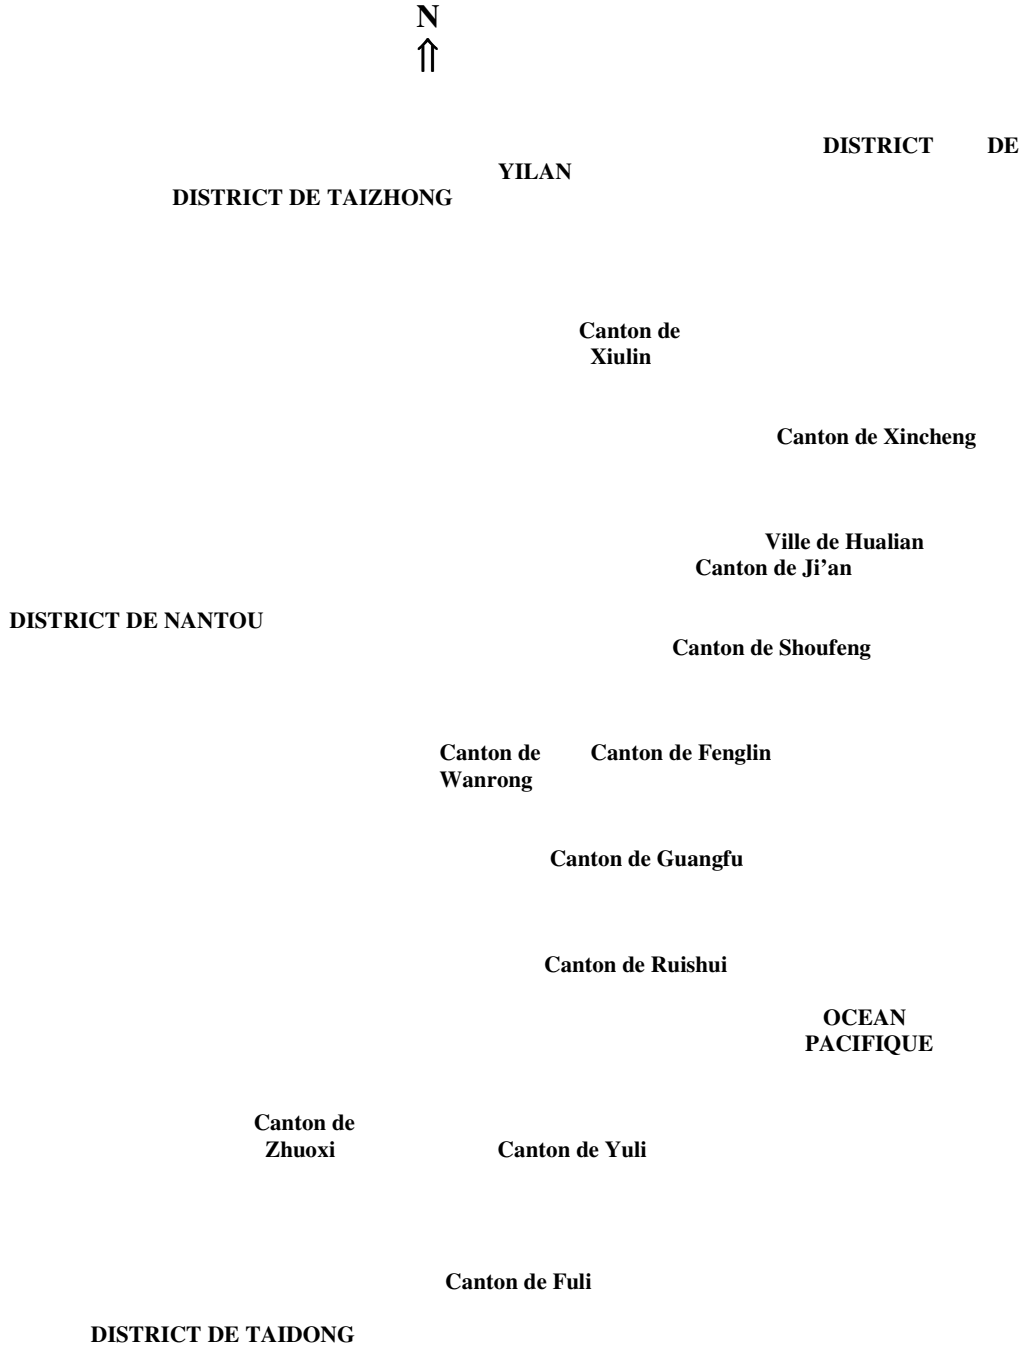 N
⇑
DISTRICT DE
YILAN
DISTRICT DE TAIZHONG
Canton de
Xiulin
Canton de Xincheng
Ville de Hualian
Canton de Ji’an
DISTRICT DE NANTOU
Canton de Shoufeng
Canton de Canton de Fenglin
Wanrong
Canton de Guangfu
Canton de Ruishui
OCEAN
PACIFIQUE
Canton de
Zhuoxi Canton de Yuli
Canton de Fuli
DISTRICT DE TAIDONG